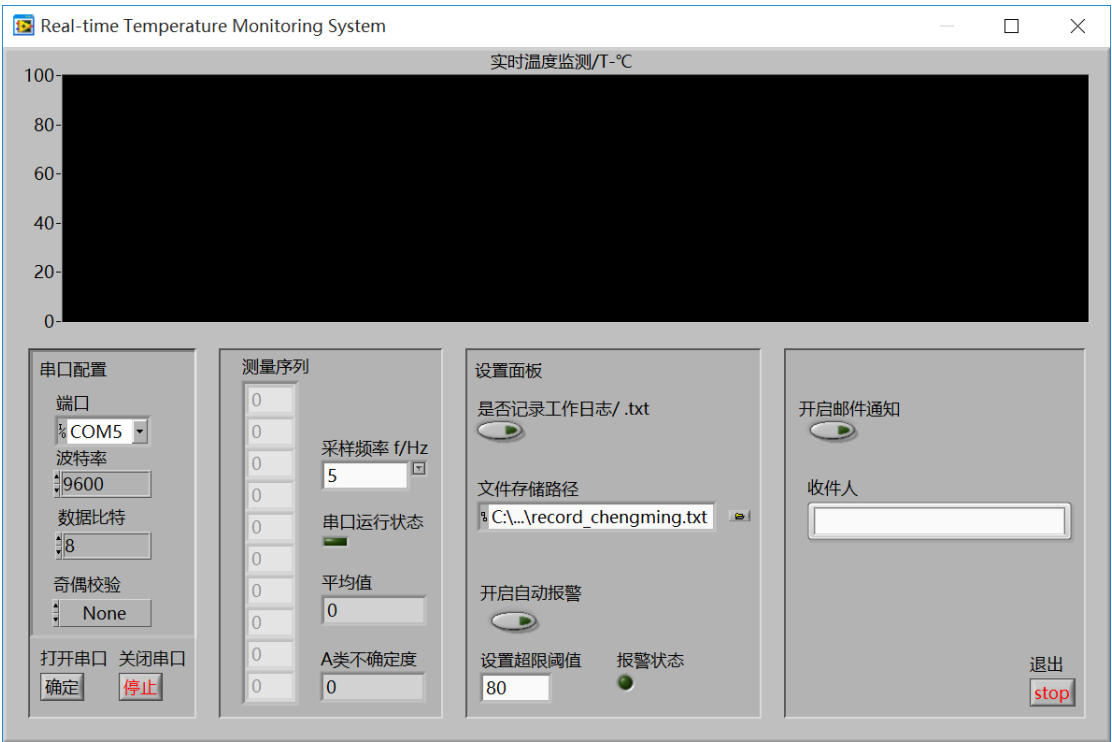 Real-time Temperature Monitoring System
实时温度监测/T-℃
100
80
60
40
20
0
串口配置
端口
COM5
波特率
9600
数据比特
8
奇偶校验
None
打开串口 关闭串口
确定 停止
测量序列
0
0
0
0
0
0
0
0
0
0
采样频率 f/Hz
5
串口运行状态
平均值
0
A类不确定度
0
设置面板
是否记录工作日志/ .txt
文件存储路径
C:\...\record_chengming.txt
开启自动报警
设置超限阈值 报警状态
80
开启邮件通知
收件人
退出
stop